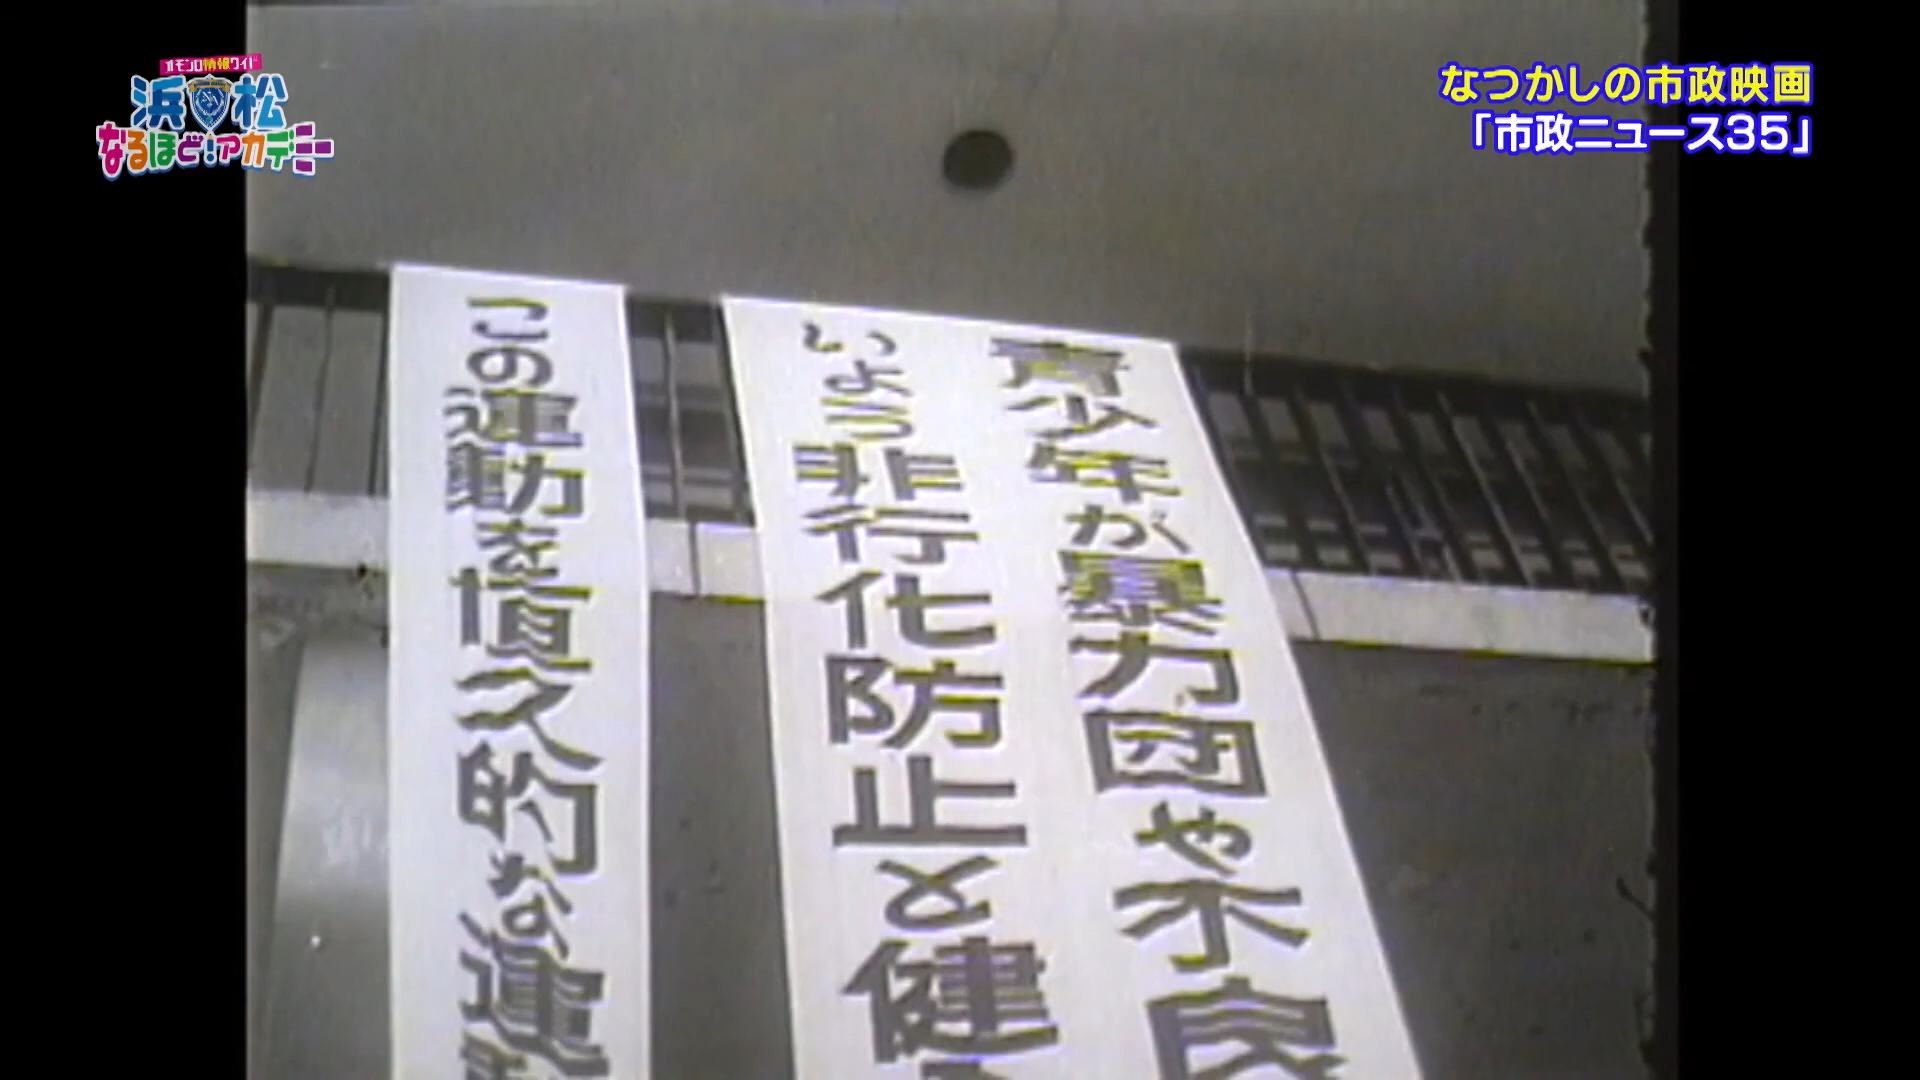 オモシロ情報ワイド
浜松
なるほど!アカデミー
なつかしの市政映画
「市政ニュース35」
青少年が暴力団や不良
いよう非行化防止と健
この運動を恒久的な運動